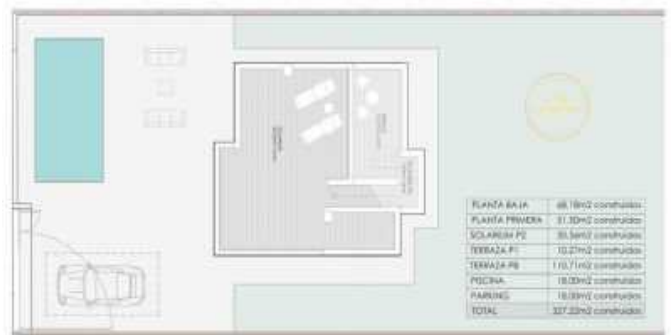 PLANTA BAJA 68,18m2 construidos
PLANTA PRIMERA 51,50m2 construidos
SOLARIUM P2 50,56m2 construidos
TERRAZA P1 10,27m2 construidos
TERRAZA PB 110,71m2 construidos
PISCINA 18,00m2 construidos
PARKING 18,00m2 construidos
TOTAL 327,22m2 construidos